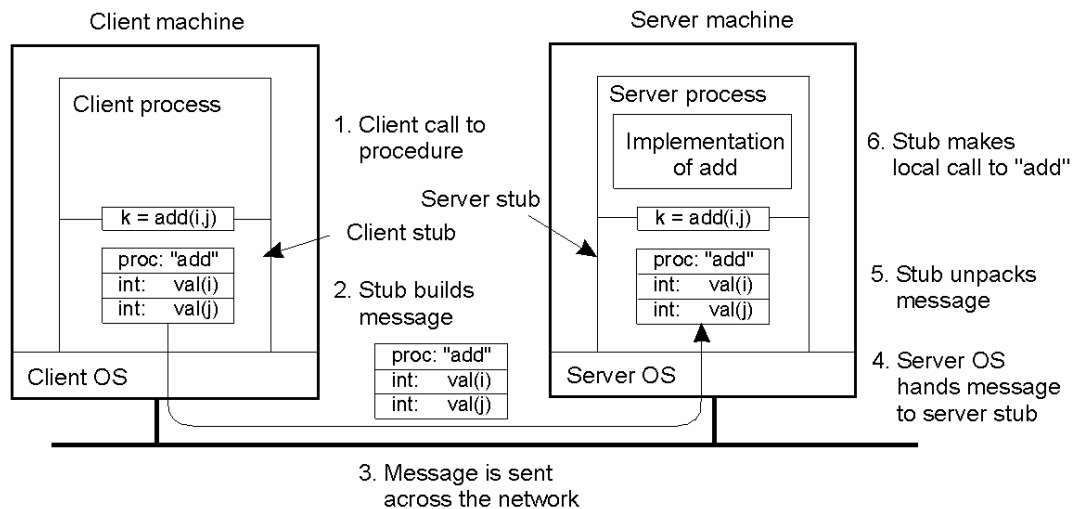 Client machine
Server machine
Client process
1. Client call to
procedure
k = add(i,j)
Client stub
proc: "add"
int: val(i)
int: val(j)
2. Stub builds
message
proc: "add"
int: val(i)
int: val(j)
Client OS
Server process
Implementation
of add
6. Stub makes
local call to "add"
Server stub
k = add(i,j)
proc: "add"
int: val(i)
int: val(j)
5. Stub unpacks
message
Server OS
4. Server OS
hands message
to server stub
3. Message is sent
across the network